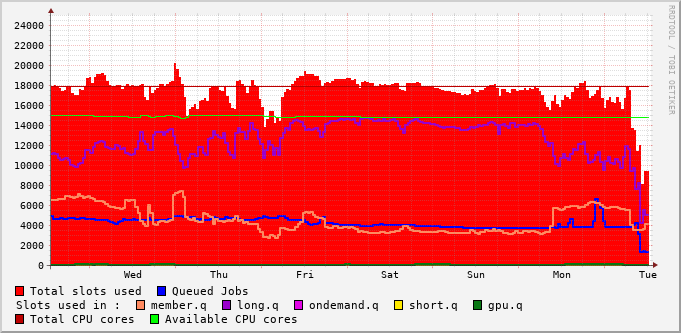 24000
22000
20000
18000
16000
14000
12000
10000
8000
6000
4000
2000
0
Wed Thu Fri Sat Sun Mon Tue
Total slots used Queued Jobs
Slots used in : member.q long.q ondemand.q short.q gpu.q
Total CPU cores Available CPU cores
RRDTOOL / TOBI OETIKER